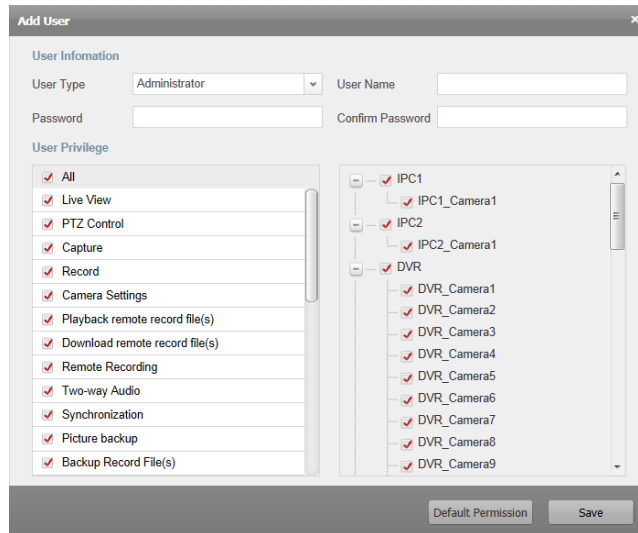 Add User
User Infomation
User Type Administrator User Name
Password Confirm Password
User Privilege
All
Live View
PTZ Control
Capture
Record
Camera Settings
Playback remote record file(s)
Download remote record file(s)
Remote Recording
Two-way Audio
Synchronization
Picture backup
Backup Record File(s)
IPC1
IPC1_Camera1
IPC2
IPC2_Camera1
DVR
DVR_Camera1
DVR_Camera2
DVR_Camera3
DVR_Camera4
DVR_Camera5
DVR_Camera6
DVR_Camera7
DVR_Camera8
DVR_Camera9
Default Permission Save